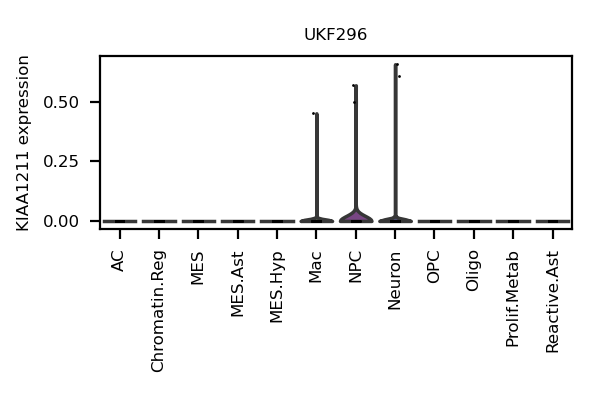 UKF296
KIAA1211 expression
0.50
0.25
0.00
AC
Chromatin.Reg
MES
MES.Ast
MES.Hyp
Mac
NPC
Neuron
OPC
Oligo
Prolif.Metab
Reactive.Ast